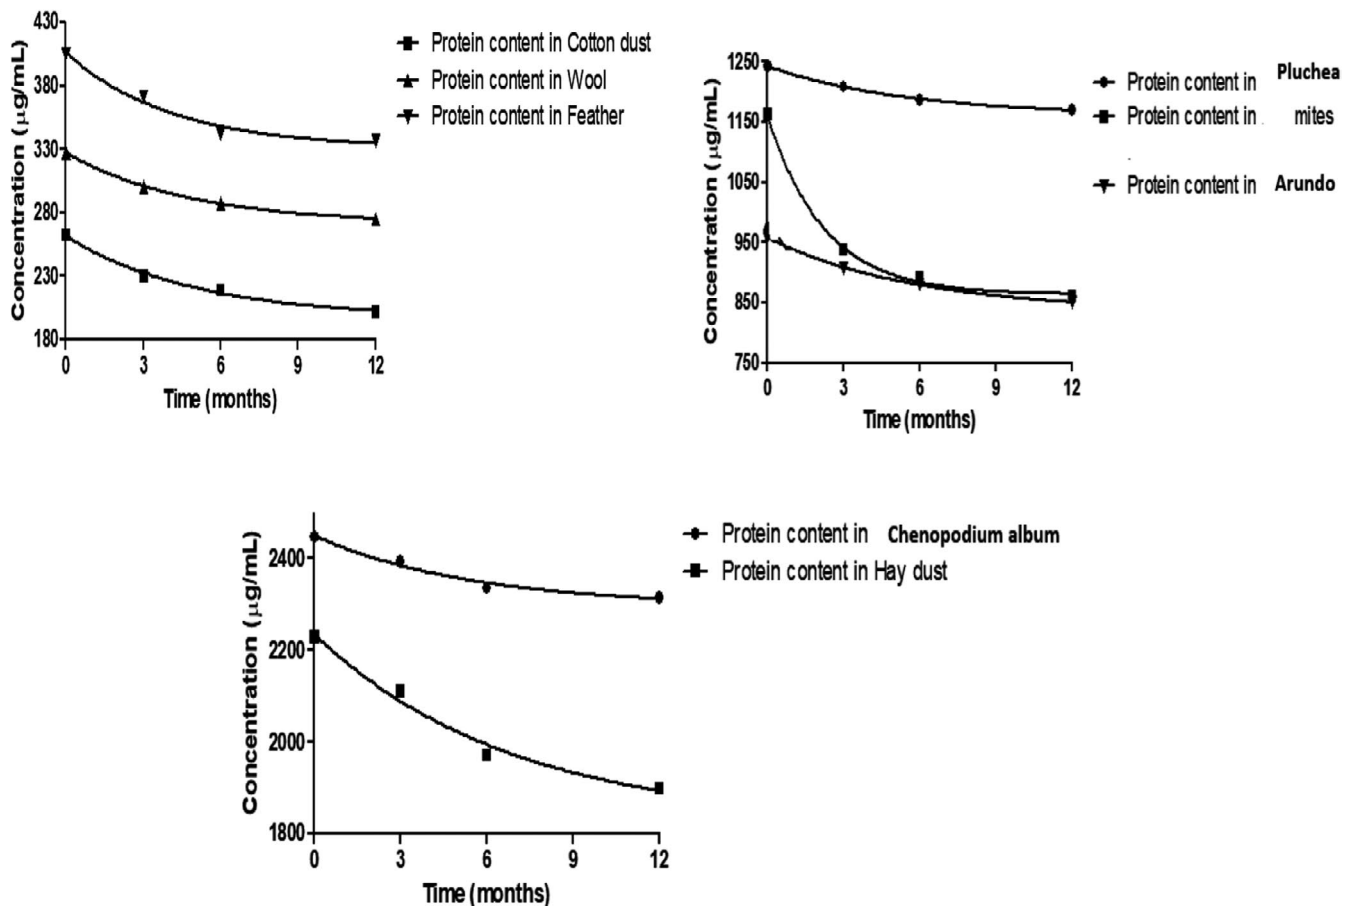 Concentration (μg/mL)
430
380
330
280
230
180
0 3 6 9 12
Time (months)
Protein content in Cotton dust
Protein content in Wool
Protein content in Feather
Concentration (μg/mL)
1250
1150
1050
950
850
750
0 3 6 9 12
Time (months)
Protein content in Pluchea
Protein content in mites
Protein content in Arundo
Concentration (μg/mL)
2400
2200
2000
1800
0 3 6 9 12
Time (months)
Protein content in Chenopodium album
Protein content in Hay dust